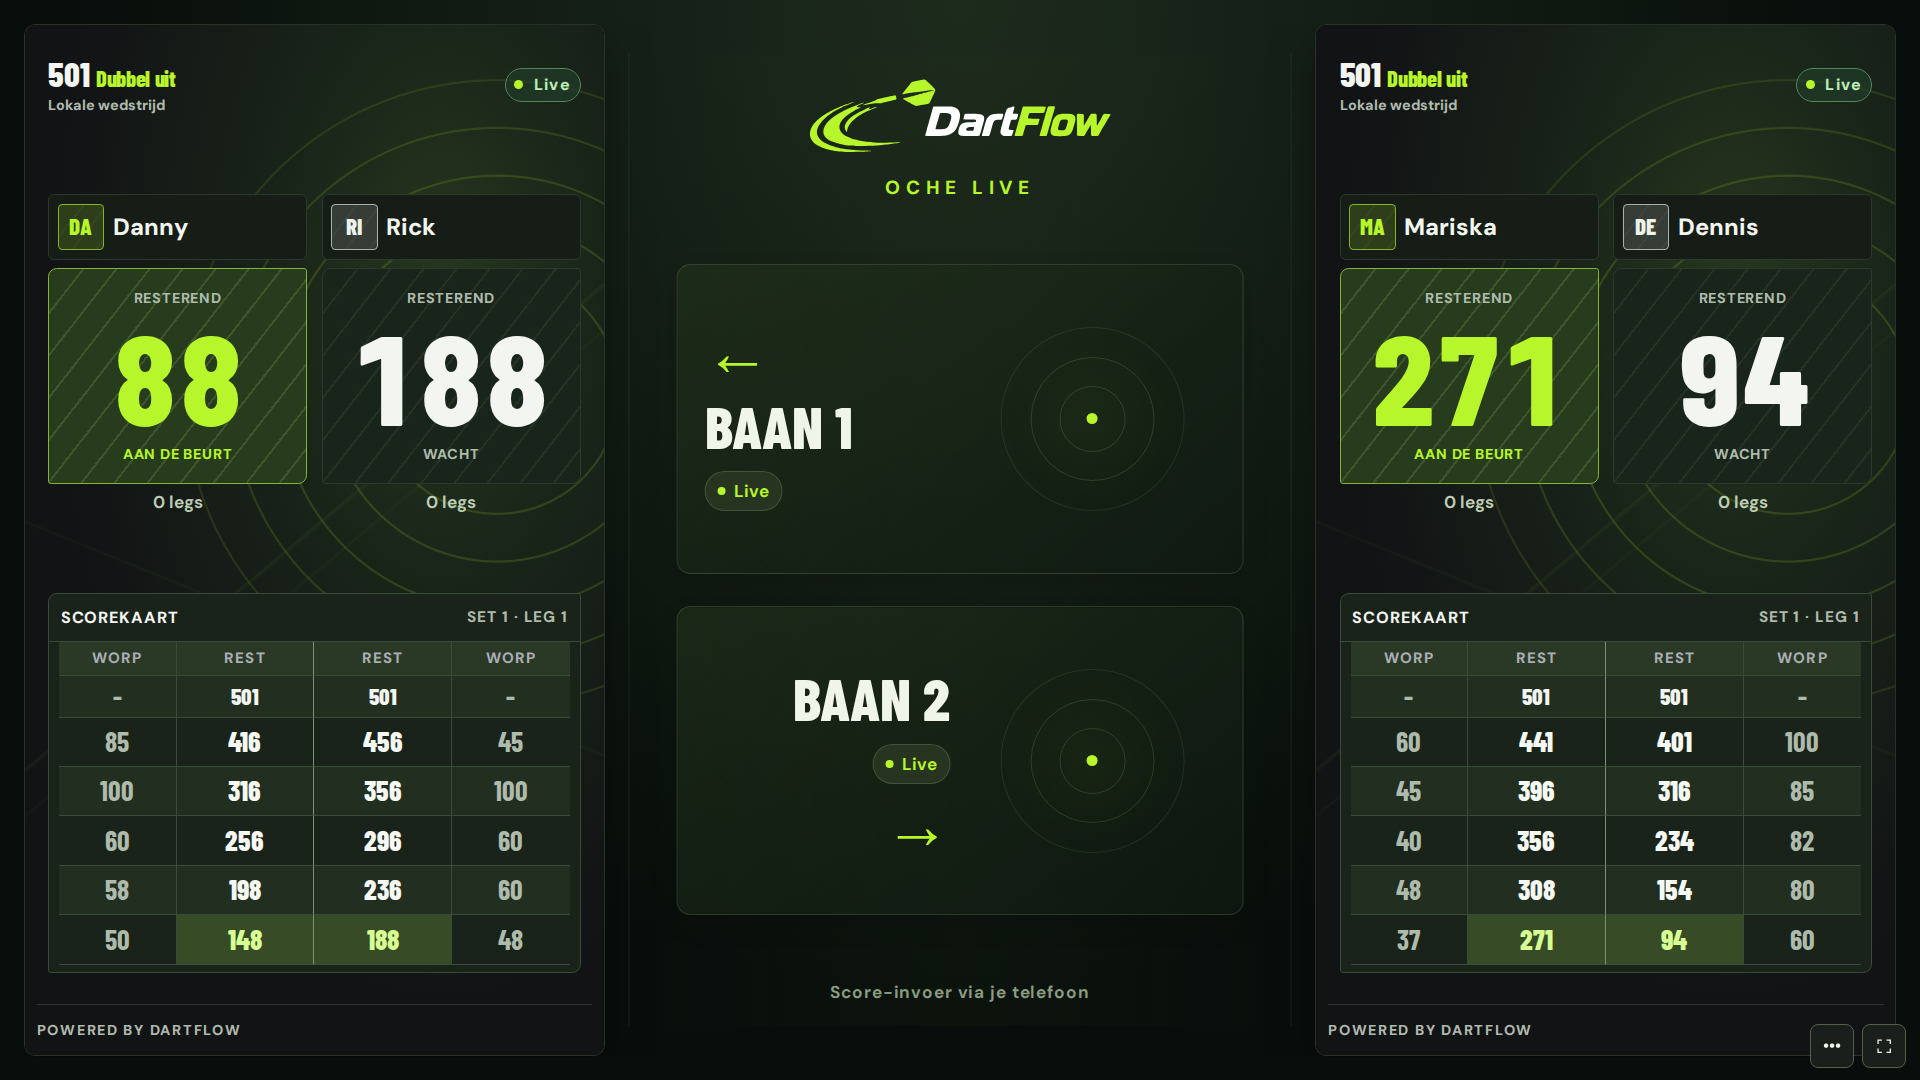 501 Dubbel uit
Lokale wedstrijd
Live
DA Danny
RI Rick
RESTEREND
88
AAN DE BEURT
0 legs
RESTEREND
188
WACHT
0 legs
SCOREKAART SET 1 · LEG 1
WORP REST REST WORP
- 501 501 -
85 416 456 45
100 316 356 100
60 256 296 60
58 198 236 60
50 148 188 48
POWERED BY DARTFLOW
DartFlow
OCHE LIVE
←
BAAN 1
Live
BAAN 2
Live
→
Score-invoer via je telefoon
501 Dubbel uit
Lokale wedstrijd
Live
MA Mariska
DE Dennis
RESTEREND
271
AAN DE BEURT
0 legs
RESTEREND
94
WACHT
0 legs
SCOREKAART SET 1 · LEG 1
WORP REST REST WORP
- 501 501 -
60 441 401 100
45 396 316 85
40 356 234 82
48 308 154 80
37 271 94 60
POWERED BY DARTFLOW